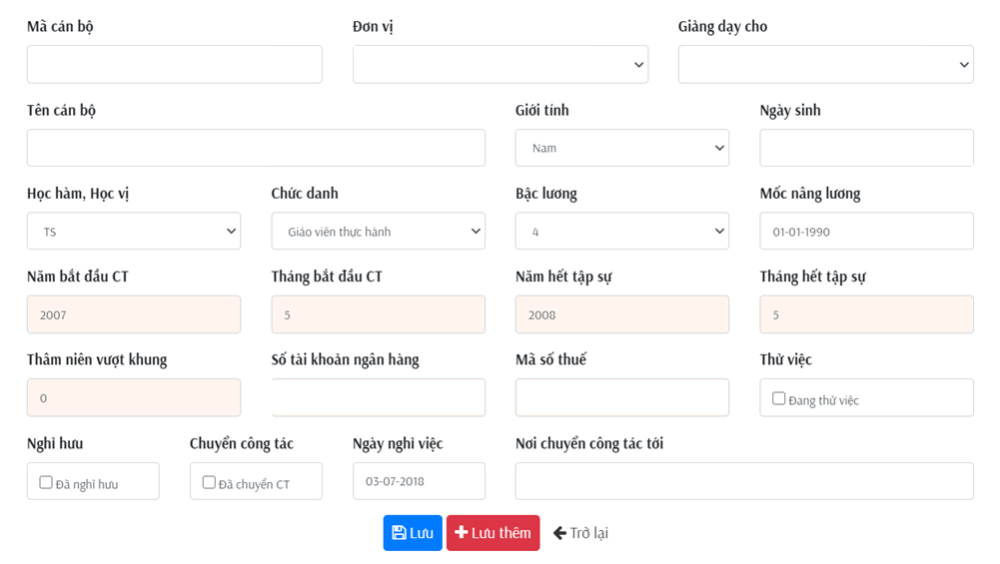 Mã cán bộ Đơn vị Giảng dạy cho
Tên cán bộ Giới tính Ngày sinh
Nam
Học hàm, Học vị Chức danh Bậc lương Mốc nâng lương
TS Giáo viên thực hành 4 01-01-1990
Năm bắt đầu CT Tháng bắt đầu CT Năm hết tập sự Tháng hết tập sự
2007 5 2008 5
Thâm niên vượt khung Số tài khoản ngân hàng Mã số thuế Thử việc
0 Đang thử việc
Nghỉ hưu Chuyển công tác Ngày nghỉ việc Nơi chuyển công tác tới
Đã nghỉ hưu Đã chuyển CT 03-07-2018
Lưu Lưu thêm Trở lại